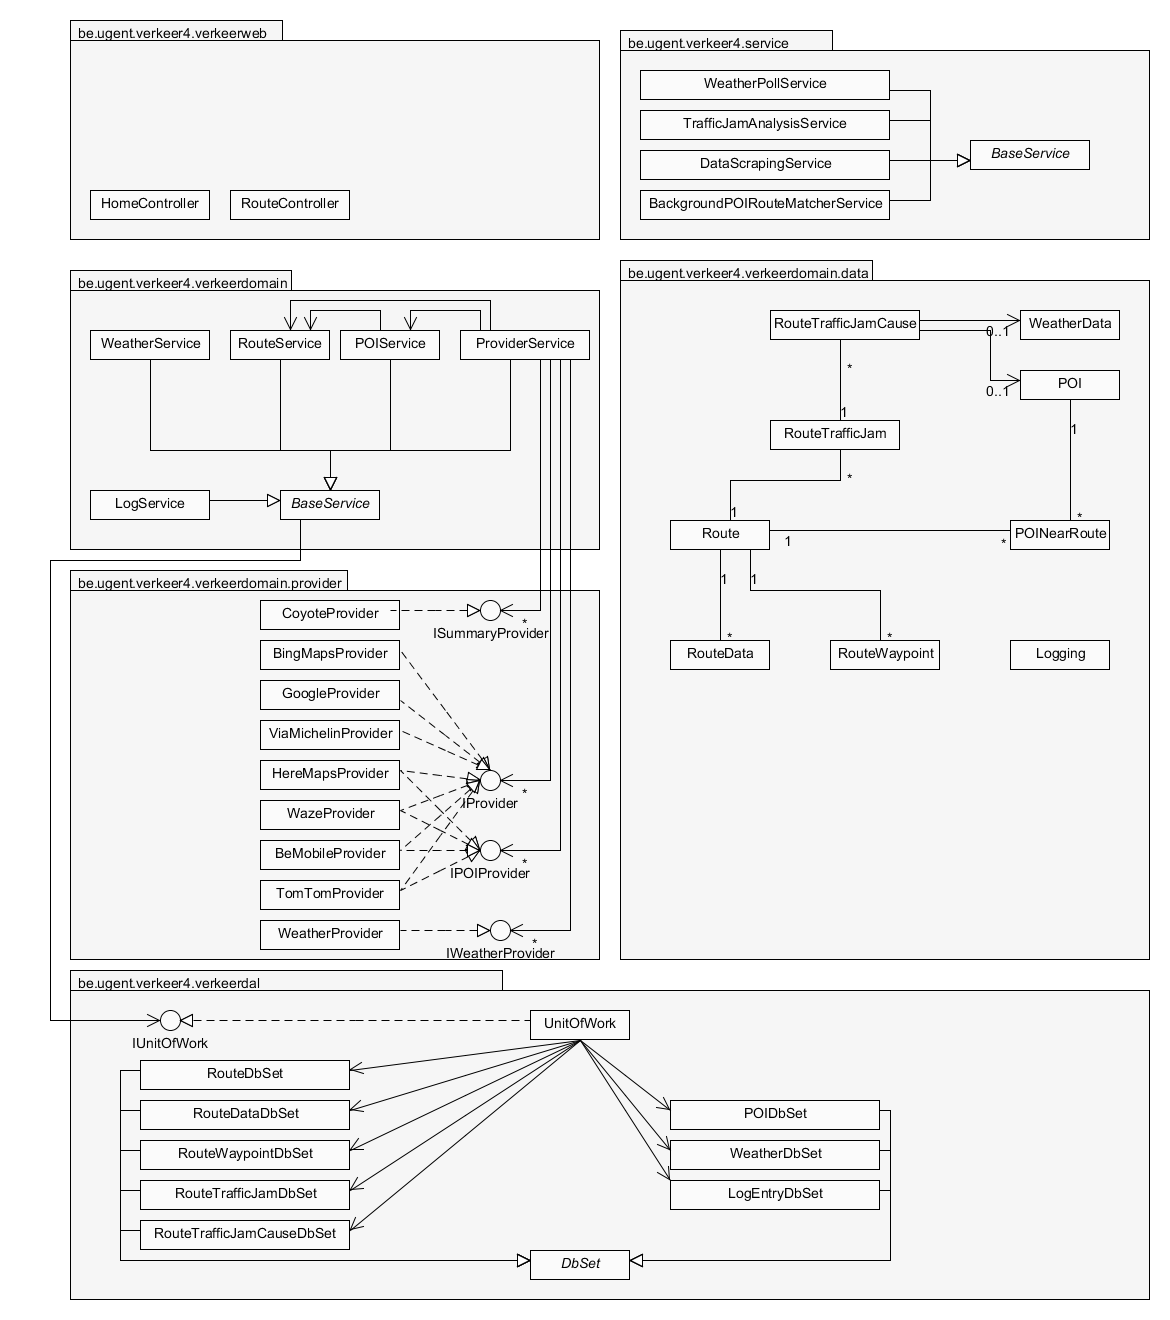 be.ugent.verkeer4.verkeerweb
HomeController
RouteController
be.ugent.verkeer4.service
WeatherPollService
TrafficJamAnalysisService
DataScrapingService
BackgroundPOIRouteMatcherService
BaseService
be.ugent.verkeer4.verkeerdomain
WeatherService
RouteService
POIService
ProviderService
LogService
BaseService
be.ugent.verkeer4.verkeerdomain.data
RouteTrafficJamCause
WeatherData
0..1
POI
0..1
*
1
RouteTrafficJam
1
*
1
*
Route
1
*
POINearRoute
1
1
*
*
RouteData
RouteWaypoint
Logging
be.ugent.verkeer4.verkeerdomain.provider
CoyoteProvider
*
ISummaryProvider
BingMapsProvider
GoogleProvider
ViaMichelinProvider
HereMapsProvider
*
IProvider
WazeProvider
BeMobileProvider
*
IPOIProvider
TomTomProvider
WeatherProvider
*
IWeatherProvider
be.ugent.verkeer4.verkeerdal
IUnitOfWork
UnitOfWork
RouteDbSet
RouteDataDbSet
RouteWaypointDbSet
RouteTrafficJamDbSet
RouteTrafficJamCauseDbSet
POIDbSet
WeatherDbSet
LogEntryDbSet
DbSet